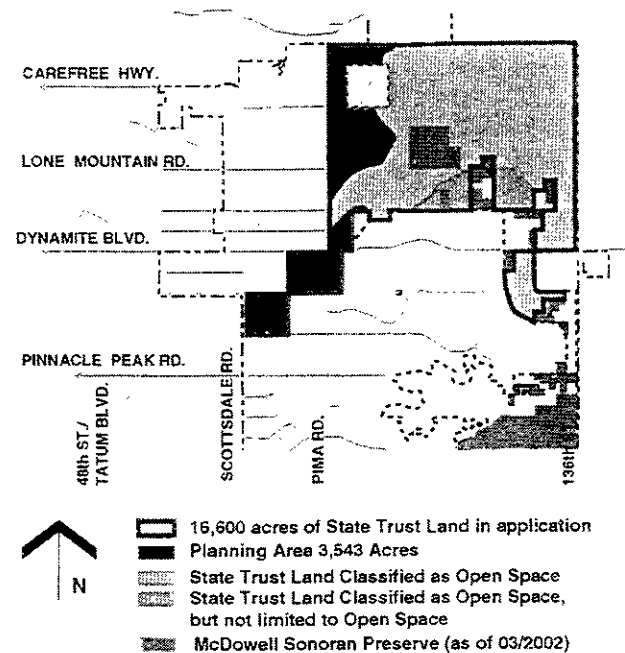 CAREFREE HWY.
LONE MOUNTAIN RD.
DYNAMITE BLVD.
PINNACLE PEAK RD.
48th ST./
TATUM BLVD.
SCOTTSDALE RD.
PIMA RD.
136th ST.
N
16,600 acres of State Trust Land in application
Planning Area 3,543 Acres
State Trust Land Classified as Open Space
State Trust Land Classified as Open Space,
but not limited to Open Space
McDowell Sonoran Preserve (as of 03/2002)